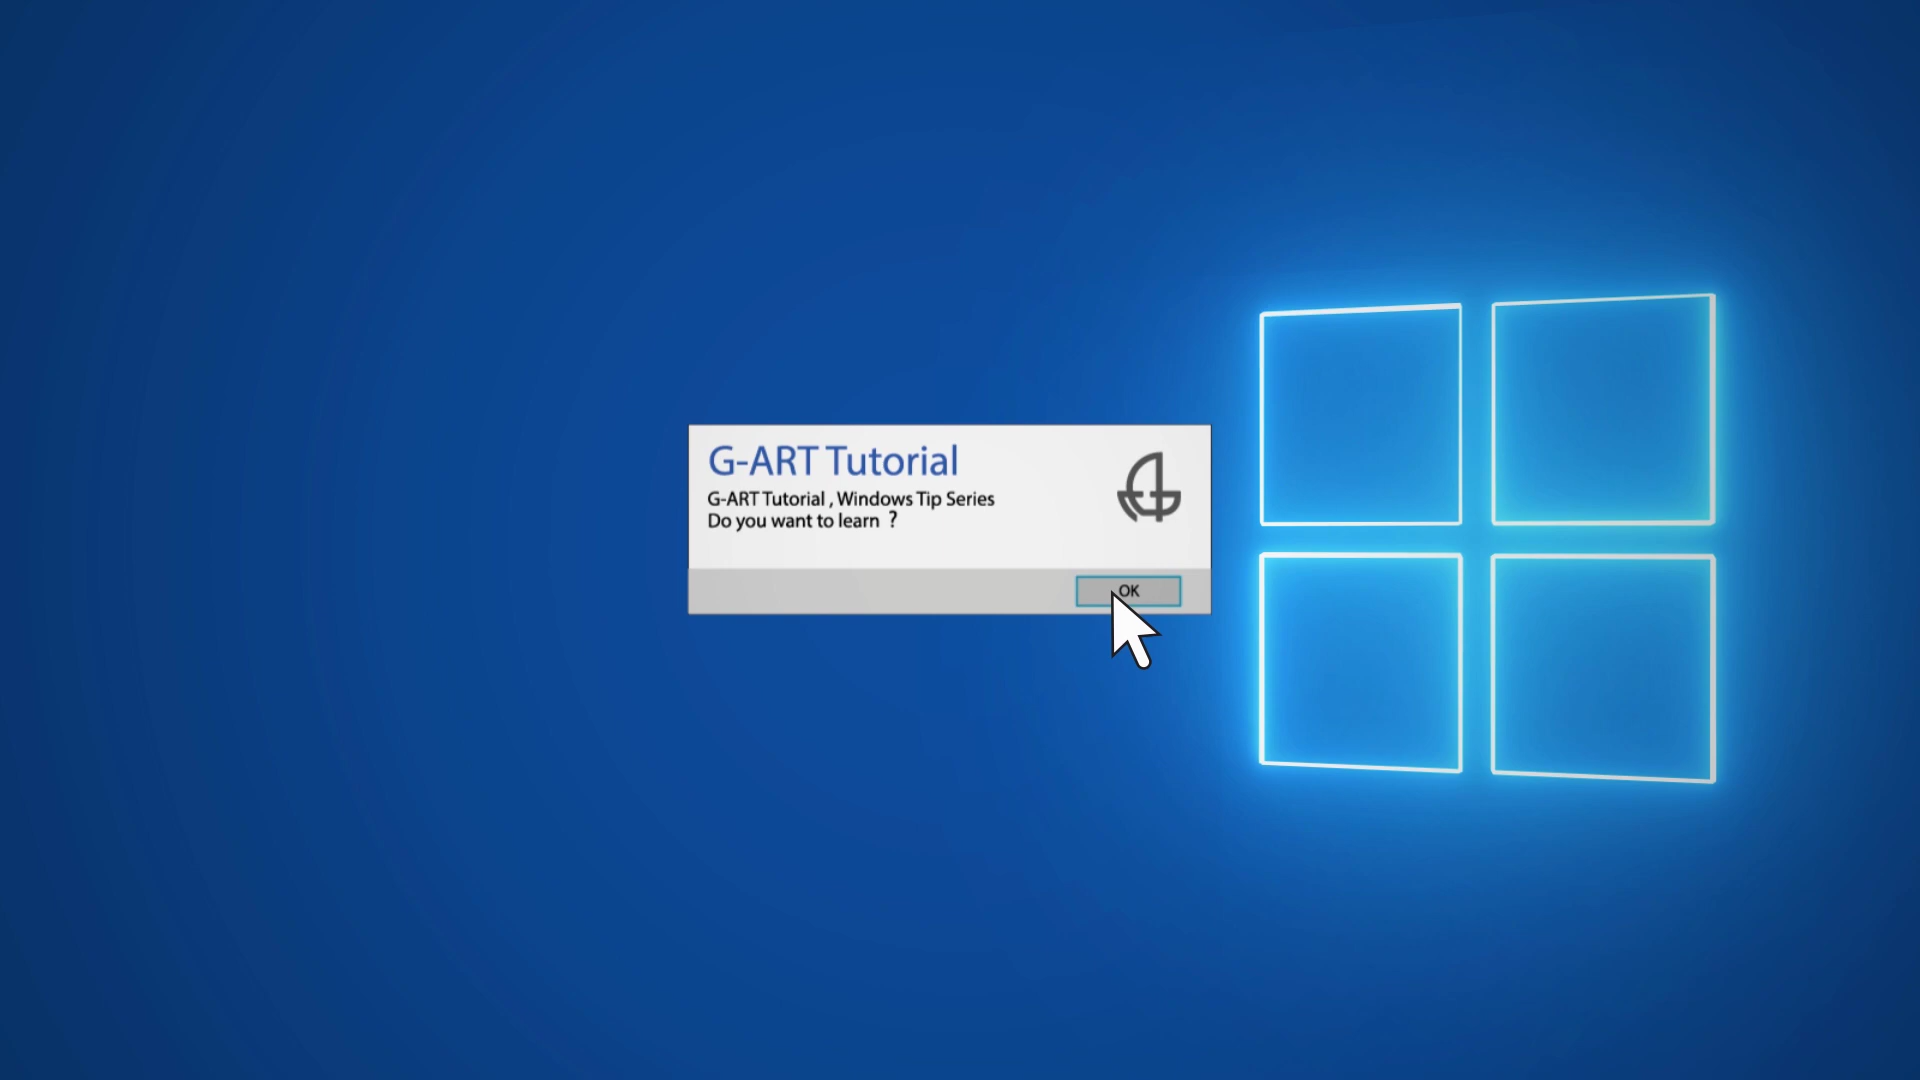 G-ART Tutorial
G-ART Tutorial , Windows Tip Series
Do you want to learn ?
OK